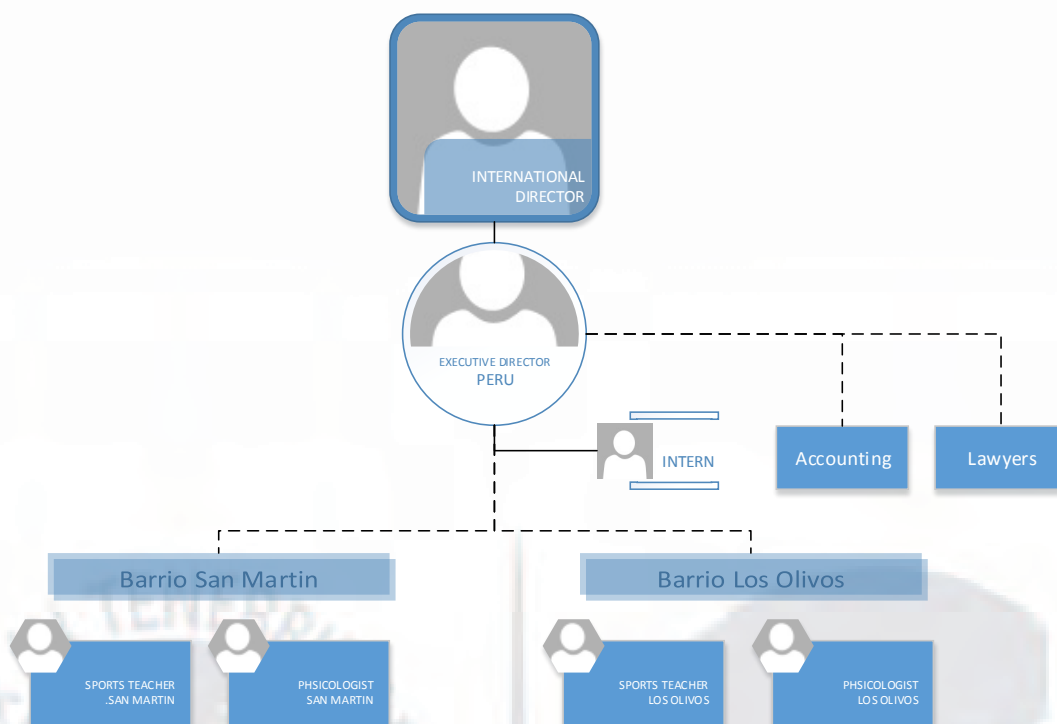 INTERNATIONAL
DIRECTOR
EXECUTIVE DIRECTOR
PERU
INTERN
Accounting
Lawyers
Barrio San Martin
Barrio Los Olivos
SPORTS TEACHER
.SAN MARTIN
PHSICOLOGIST
SAN MARTIN
SPORTS TEACHER
LOS OLIVOS
PHSICOLOGIST
LOS OLIVOS